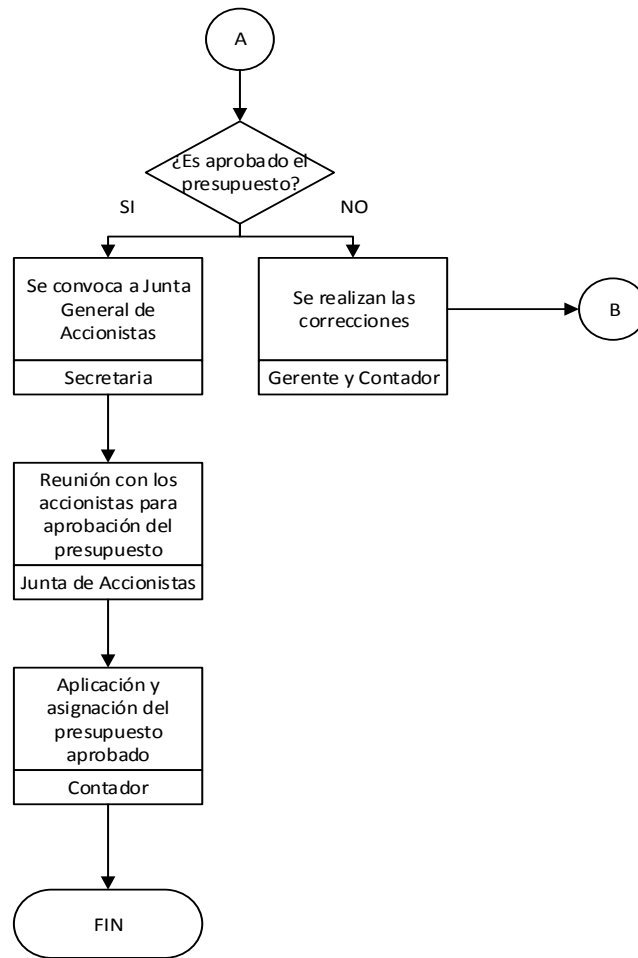 A
¿Es aprobado el
presupuesto?
SI
NO
Se convoca a Junta
General de
Accionistas
Secretaria
Se realizan las
correcciones
Gerente y Contador
B
Reunión con los
accionistas para
aprobación del
presupuesto
Junta de Accionistas
Aplicación y
asignación del
presupuesto
aprobado
Contador
FIN